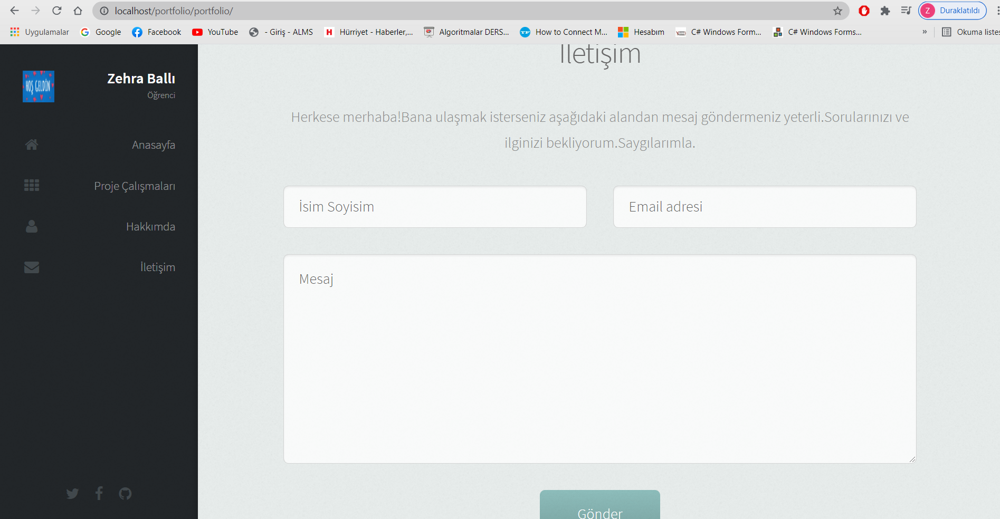 localhost/portfolio/portfolio/
Z Duraklatıldı
Uygulamalar Google Facebook YouTube - Giriş - ALMS Hürriyet - Haberler,... Algoritmalar DERS... How to Connect M... Hesabım C# Windows Form... C# Windows Forms... » Okuma listes
HOŞ GELDİN
Zehra Ballı
Öğrenci
Anasayfa
Proje Çalışmaları
Hakkımda
İletişim
İletişim
Herkese merhaba!Bana ulaşmak isterseniz aşağıdaki alandan mesaj göndermeniz yeterli.Sorularınızı ve
ilginizi bekliyorum.Saygılarımla.
İsim Soyisim
Email adresi
Mesaj
Gönder